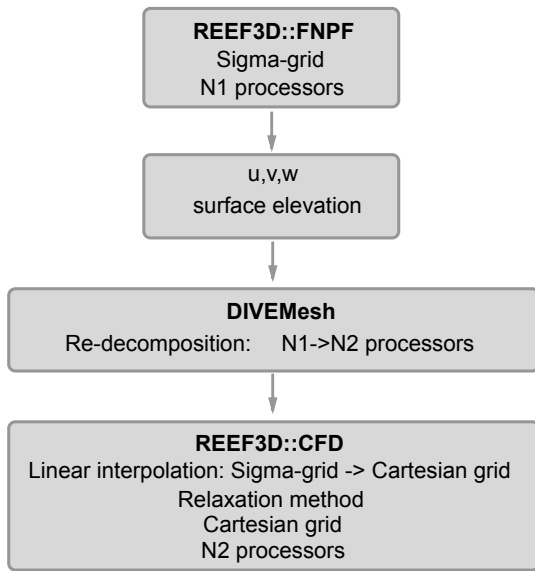 REEF3D::FNPF
Sigma-grid
N1 processors
u,v,w
surface elevation
DIVEMesh
Re-decomposition: N1->N2 processors
REEF3D::CFD
Linear interpolation: Sigma-grid -> Cartesian grid
Relaxation method
Cartesian grid
N2 processors